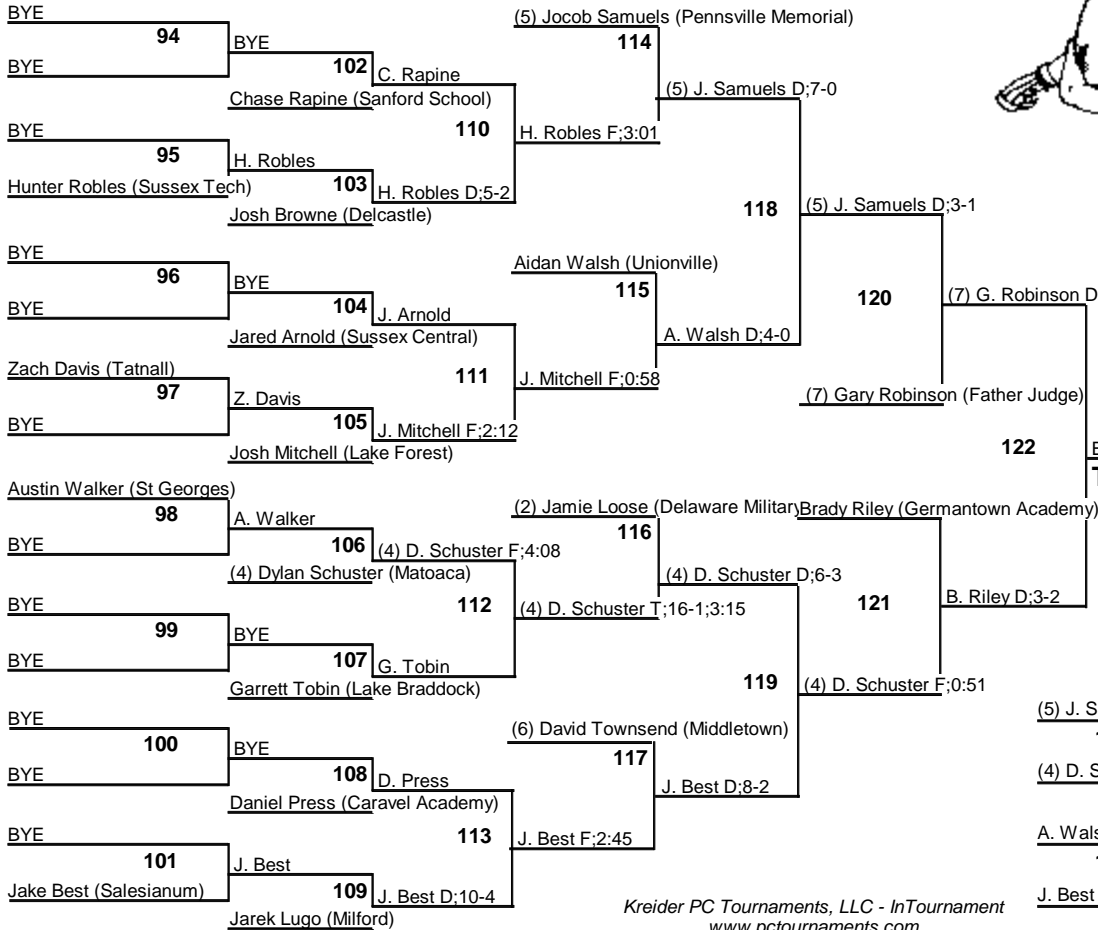 BYE
94
BYE
BYE
102
C. Rapine
Chase Rapine (Sanford School)
110
BYE
95
H. Robles
Hunter Robles (Sussex Tech)
103
H. Robles D;5-2
Josh Browne (Delcastle)
H. Robles F;3:01
(5) Jocob Samuels (Pennsville Memorial)
114
(5) J. Samuels D;7-0
BYE
96
BYE
BYE
104
J. Arnold
Jared Arnold (Sussex Central)
111
Zach Davis (Tatnall)
97
Z. Davis
BYE
105
J. Mitchell F;2:12
Josh Mitchell (Lake Forest)
J. Mitchell F;0:58
Aidan Walsh (Unionville)
115
A. Walsh D;4-0
118
(5) J. Samuels D;3-1
120
(7) G. Robinson D
(7) Gary Robinson (Father Judge)
122
Austin Walker (St Georges)
98
A. Walker
BYE
106
(4) D. Schuster F;4:08
(4) Dylan Schuster (Matoaca)
112
BYE
99
BYE
BYE
107
G. Tobin
Garrett Tobin (Lake Braddock)
(4) D. Schuster T;16-1;3:15
(2) Jamie Loose (Delaware Military
116
(4) D. Schuster D;6-3
BYE
100
BYE
BYE
108
D. Press
Daniel Press (Caravel Academy)
113
BYE
101
J. Best
Jake Best (Salesianum)
109
J. Best D;10-4
Jarek Lugo (Milford)
J. Best F;2:45
(6) David Townsend (Middletown)
117
J. Best D;8-2
119
(4) D. Schuster F;0:51
Brady Riley (Germantown Academy)
121
B. Riley D;3-2
(5) J. S
(4) D. S
A. Wals
J. Best
Kreider PC Tournaments, LLC - InTournament
www.pctournaments.com